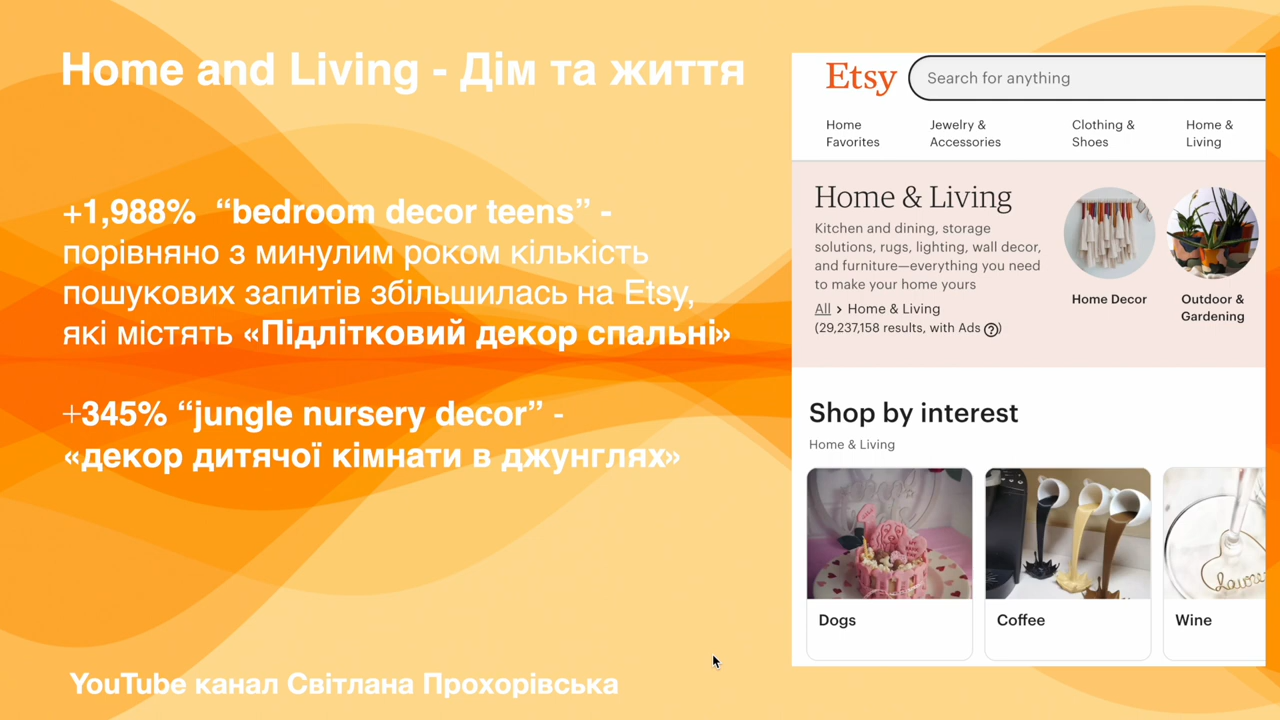 Home and Living - Дім та життя
+1,988% “bedroom decor teens” -
порівняно з минулим роком кількість
пошукових запитів збільшилась на Etsy,
які містять «Підлітковий декор спальні»
+345% “jungle nursery decor” -
«декор дитячої кімнати в джунглях»
YouTube канал Світлана Прохорівська
Etsy
Search for anything
Home
Favorites
Jewelry &
Accessories
Clothing &
Shoes
Home &
Living
Home & Living
Kitchen and dining, storage
solutions, rugs, lighting, wall decor,
and furniture—everything you need
to make your home yours
All > Home & Living
(29,237,158 results, with Ads ?)
Home Decor
Outdoor &
Gardening
Shop by interest
Home & Living
Dogs
Coffee
Wine